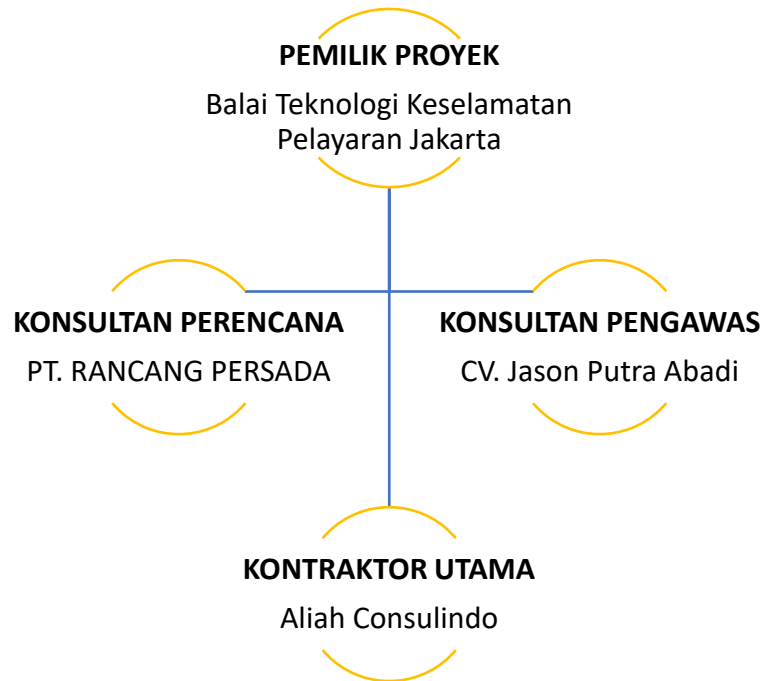 PEMILIK PROYEK
Balai Teknologi Keselamatan
Pelayaran Jakarta
KONSULTAN PERENCANA
PT. RANCANG PERSADA
KONSULTAN PENGAWAS
CV. Jason Putra Abadi
KONTRAKTOR UTAMA
Aliah Consulindo